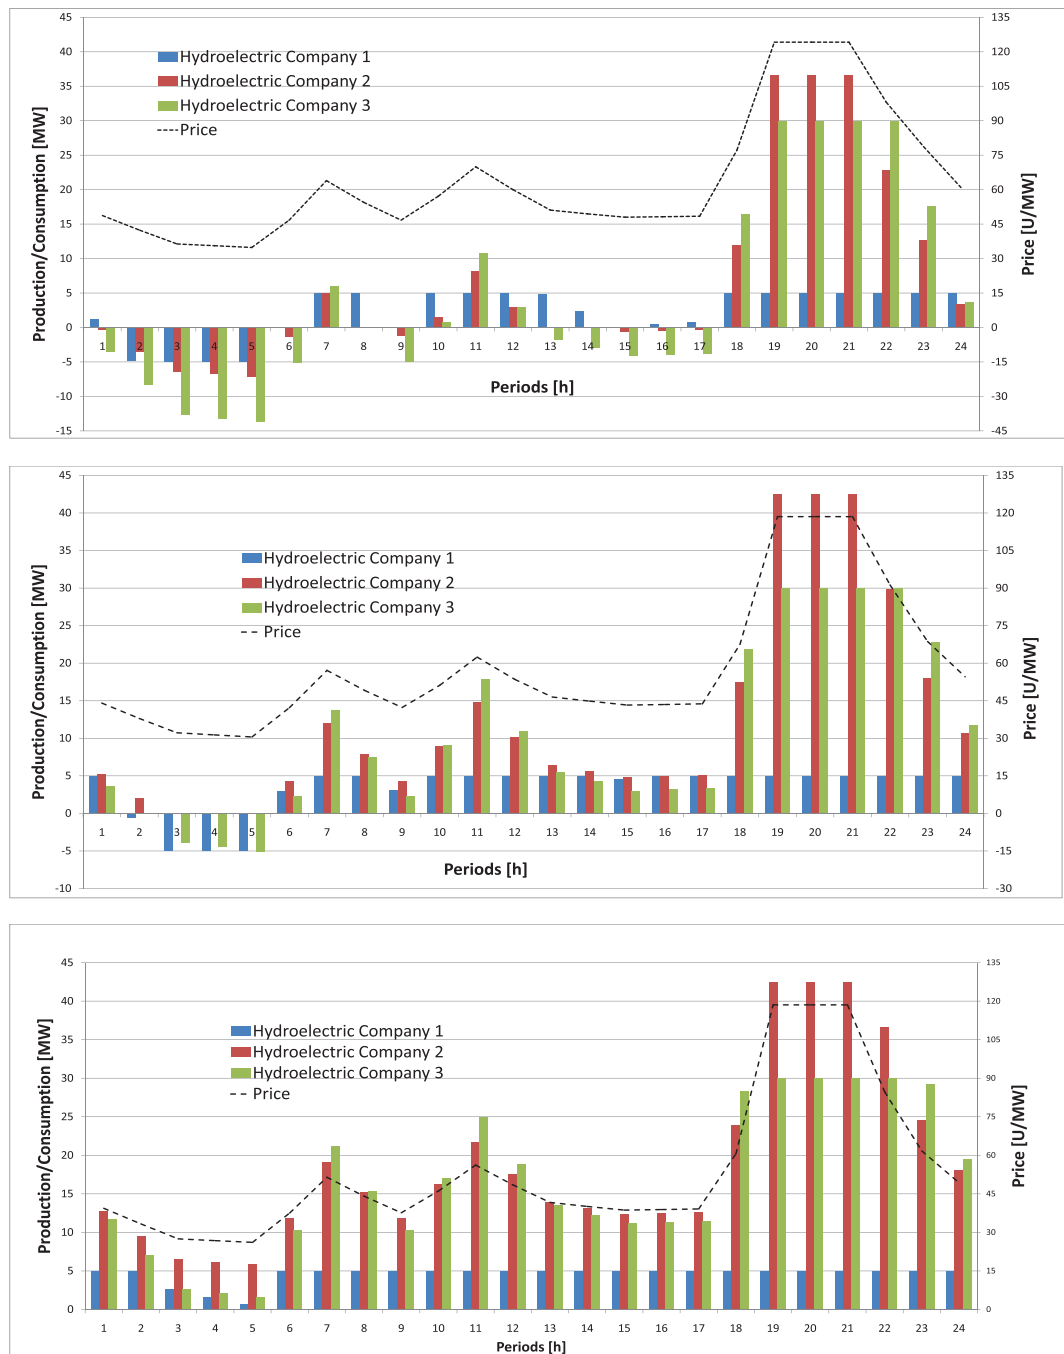 45
40
35
30
25
20
15
10
5
0
-5
-10
-15
Production/Consumption [MW]
Hydroelectric Company 1
Hydroelectric Company 2
Hydroelectric Company 3
Price
1 2 3 4 5 6 7 8 9 10 11 12 13 14 15 16 17 18 19 20 21 22 23 24
Periods [h]
135
120
105
90
75
60
45
30
15
0
-15
-30
-45
Price [U/MW]
45
40
35
30
25
20
15
10
5
0
-5
-10
Production/Consumption [MW]
Hydroelectric Company 1
Hydroelectric Company 2
Hydroelectric Company 3
Price
1 2 3 4 5 6 7 8 9 10 11 12 13 14 15 16 17 18 19 20 21 22 23 24
Periods [h]
135
120
105
90
75
60
45
30
15
0
-15
-30
Price [U/MW]
45
40
35
30
25
20
15
10
5
0
Production/Consumption [MW]
Hydroelectric Company 1
Hydroelectric Company 2
Hydroelectric Company 3
Price
1 2 3 4 5 6 7 8 9 10 11 12 13 14 15 16 17 18 19 20 21 22 23 24
Periods [h]
135
120
105
90
75
60
45
30
15
0
Price [U/MW]